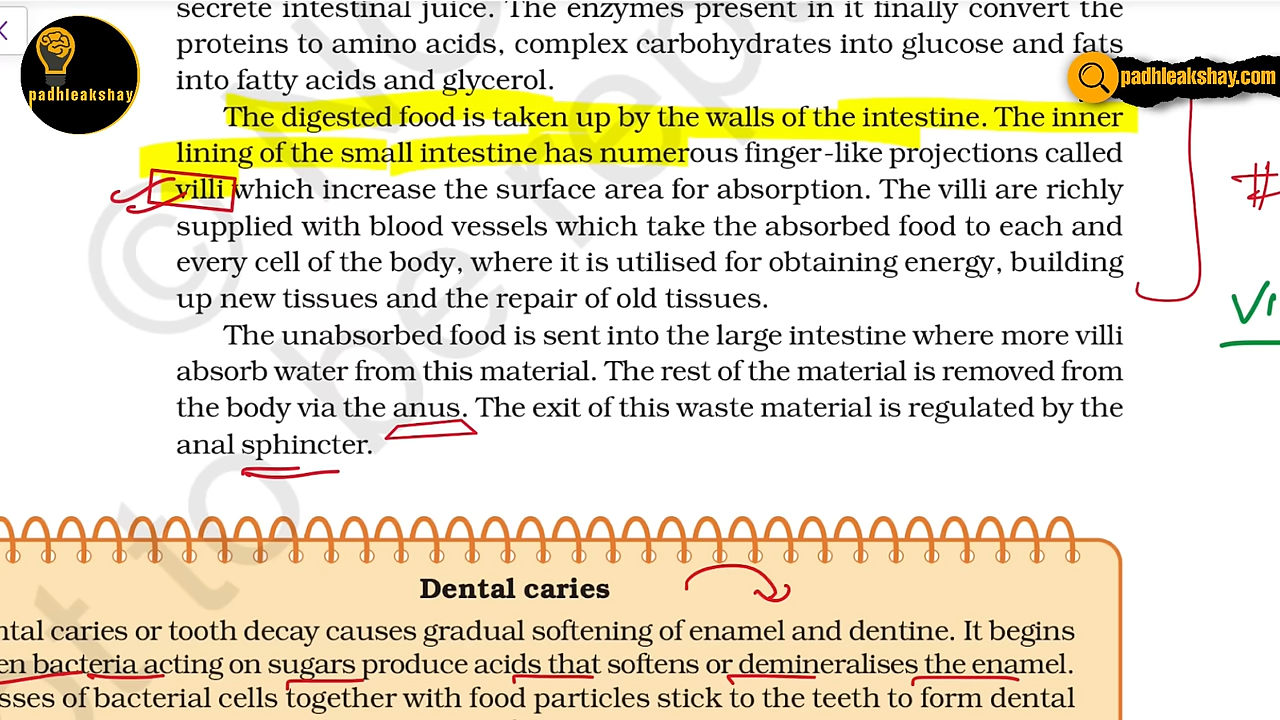 secrete intestinal juice. The enzymes present in it finally convert the
proteins to amino acids, complex carbohydrates into glucose and fats
into fatty acids and glycerol.
padhleakshay
padhleakshay.com
The digested food is taken up by the walls of the intestine. The inner
lining of the small intestine has numerous finger-like projections called
villi which increase the surface area for absorption. The villi are richly
supplied with blood vessels which take the absorbed food to each and
every cell of the body, where it is utilised for obtaining energy, building
up new tissues and the repair of old tissues.
#
Vi
The unabsorbed food is sent into the large intestine where more villi
absorb water from this material. The rest of the material is removed from
the body via the anus. The exit of this waste material is regulated by the
anal sphincter.
Dental caries
ntal caries or tooth decay causes gradual softening of enamel and dentine. It begins
en bacteria acting on sugars produce acids that softens or demineralises the enamel.
sses of bacterial cells together with food particles stick to the teeth to form dental